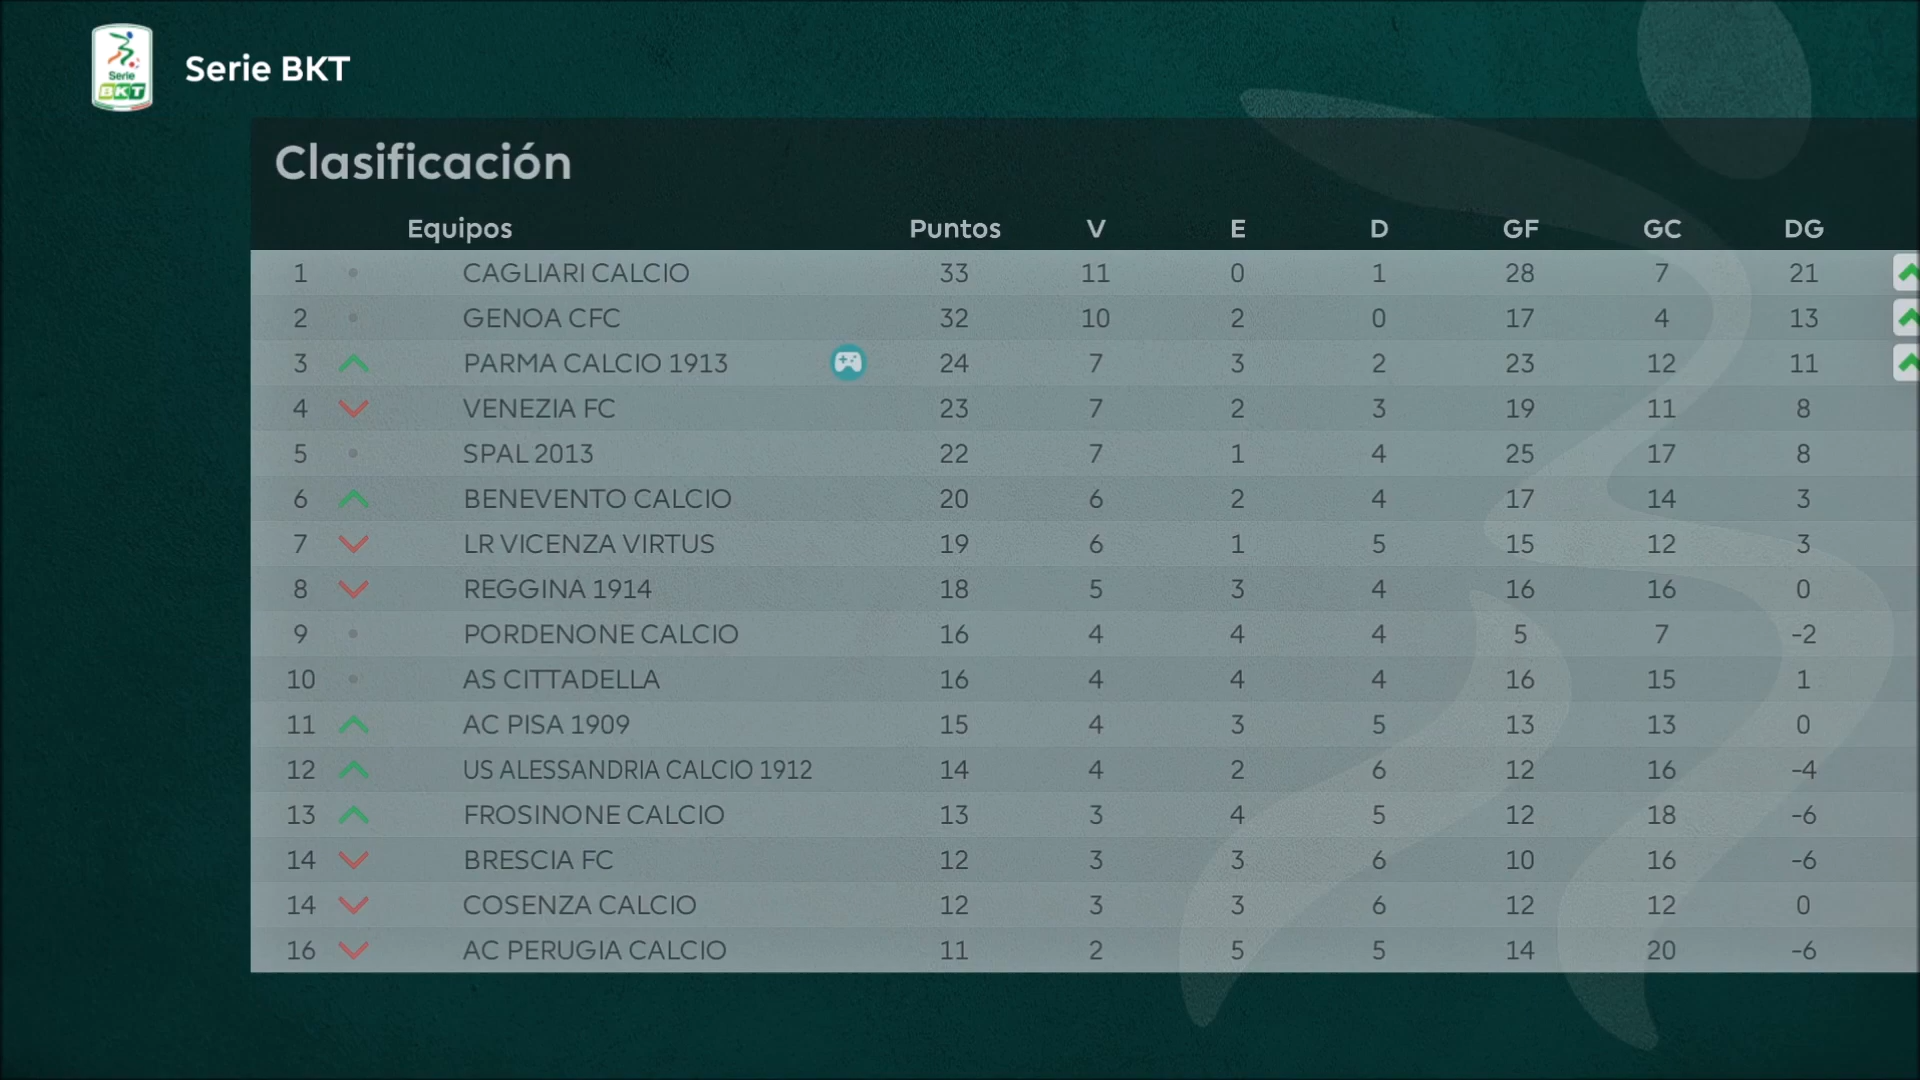 Serie
BKT
Serie BKT
Clasificación
Equipos Puntos V E D GF GC DG
1 CAGLIARI CALCIO 33 11 0 1 28 7 21
2 GENOA CFC 32 10 2 0 17 4 13
3 PARMA CALCIO 1913 24 7 3 2 23 12 11
4 VENEZIA FC 23 7 2 3 19 11 8
5 SPAL 2013 22 7 1 4 25 17 8
6 BENEVENTO CALCIO 20 6 2 4 17 14 3
7 LR VICENZA VIRTUS 19 6 1 5 15 12 3
8 REGGINA 1914 18 5 3 4 16 16 0
9 PORDENONE CALCIO 16 4 4 4 5 7 -2
10 AS CITTADELLA 16 4 4 4 16 15 1
11 AC PISA 1909 15 4 3 5 13 13 0
12 US ALESSANDRIA CALCIO 1912 14 4 2 6 12 16 -4
13 FROSINONE CALCIO 13 3 4 5 12 18 -6
14 BRESCIA FC 12 3 3 6 10 16 -6
14 COSENZA CALCIO 12 3 3 6 12 12 0
16 AC PERUGIA CALCIO 11 2 5 5 14 20 -6